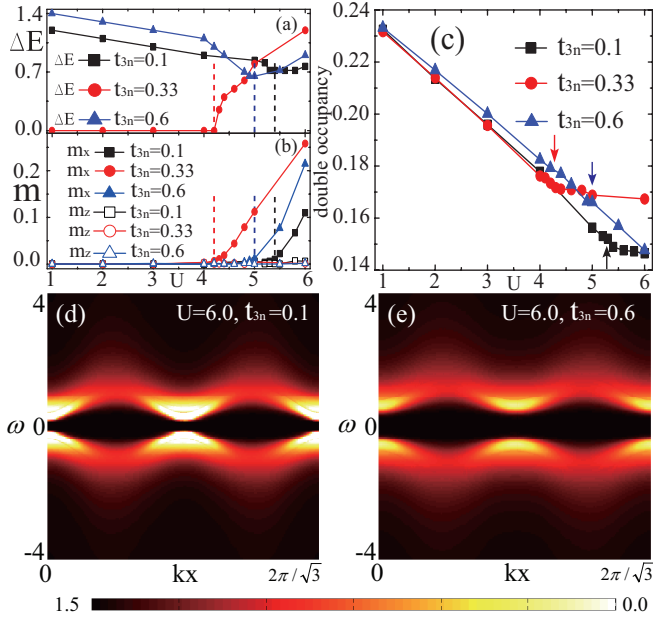 1.4
ΔE
0.7
0.0
(a)
ΔE t₃ₙ=0.1
ΔE t₃ₙ=0.33
ΔE t₃ₙ=0.6
(b)
m
0.2
0.1
0.0
mₓ t₃ₙ=0.1
mₓ t₃ₙ=0.33
mₓ t₃ₙ=0.6
m_z t₃ₙ=0.1
m_z t₃ₙ=0.33
m_z t₃ₙ=0.6
1 2 3 U 4 5 6
(c)
double occupancy
0.24
0.22
0.20
0.18
0.16
0.14
t₃ₙ=0.1
t₃ₙ=0.33
t₃ₙ=0.6
1 2 3 U 4 5 6
(d) U=6.0, t₃ₙ=0.1
4
ω 0
-4
0 kx 2π/√3
(e) U=6.0, t₃ₙ=0.6
4
ω 0
-4
0 kx 2π/√3
1.5 0.0